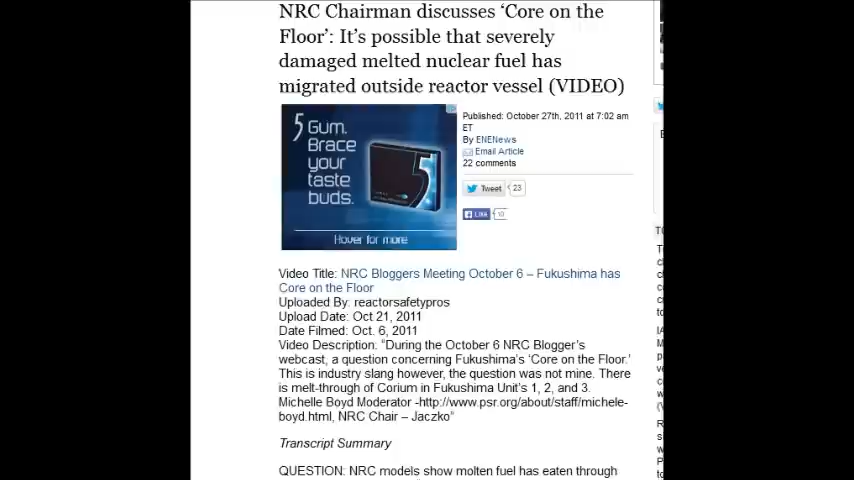 NRC Chairman discusses ‘Core on the
Floor’: It’s possible that severely
damaged melted nuclear fuel has
migrated outside reactor vessel (VIDEO)
5 Gum.
Brace
your
taste
buds.
5
Hover for more
Published: October 27th, 2011 at 7:02 am
ET
By ENENews
Email Article
22 comments
Tweet 23
Like 10
Video Title: NRC Bloggers Meeting October 6 – Fukushima has
Core on the Floor
Uploaded By: reactorsafetypros
Upload Date: Oct 21, 2011
Date Filmed: Oct. 6, 2011
Video Description: “During the October 6 NRC Blogger’s
webcast, a question concerning Fukushima’s ‘Core on the Floor.’
This is industry slang however, the question was not mine. There
is melt-through of Corium in Fukushima Unit’s 1, 2, and 3.
Michelle Boyd Moderator -http://www.psr.org/about/staff/michele-
boyd.html, NRC Chair – Jaczko”
Transcript Summary
QUESTION: NRC models show molten fuel has eaten through